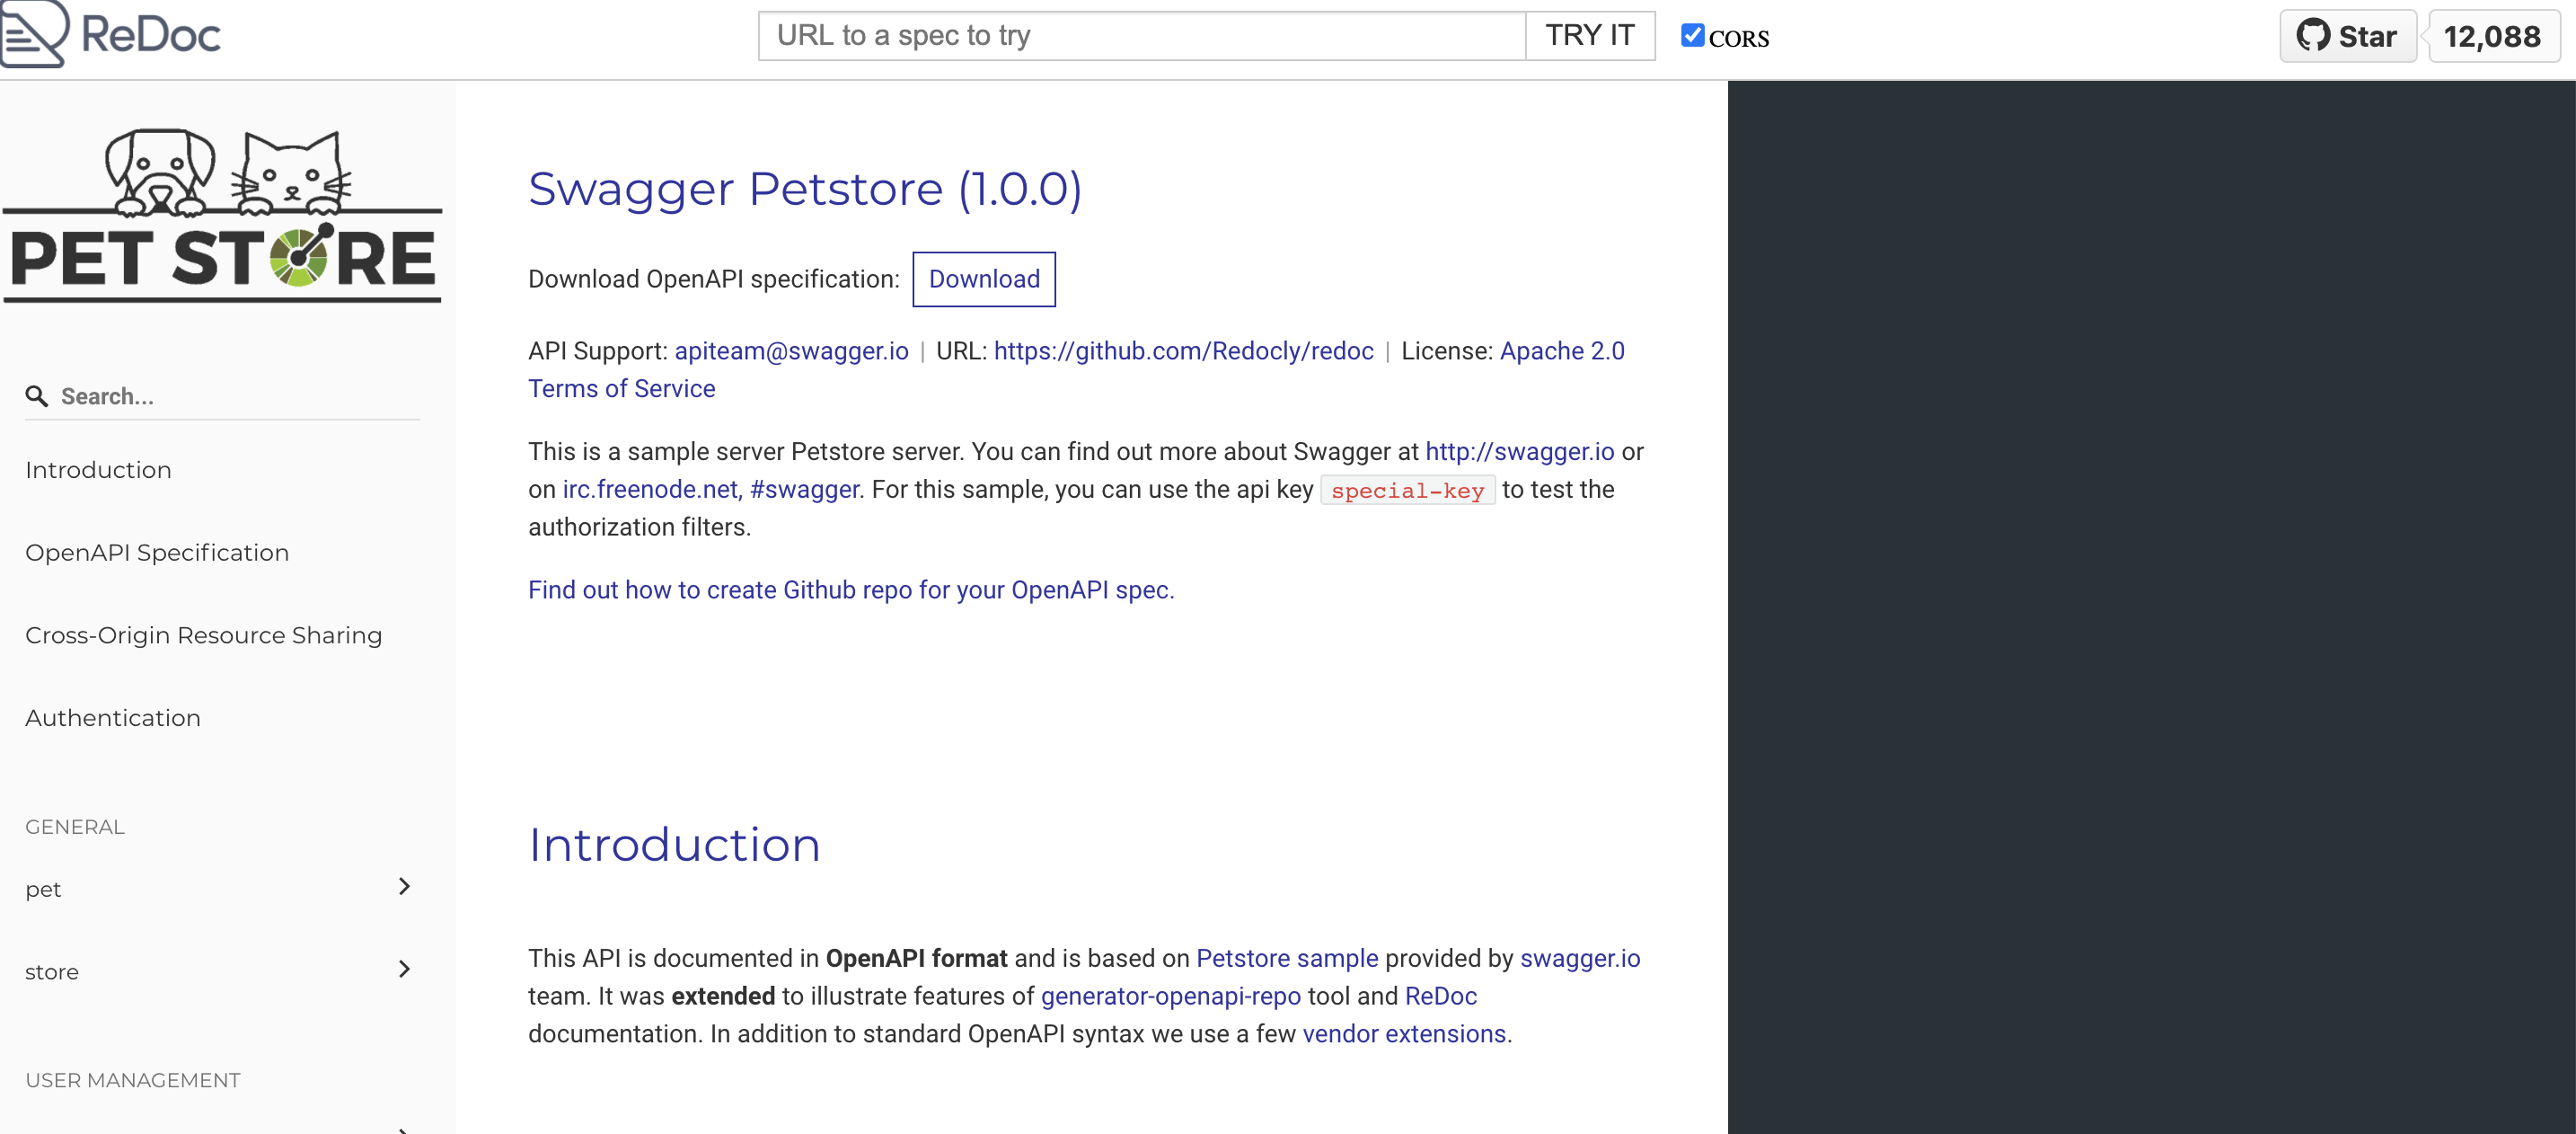 ReDoc
URL to a spec to try
TRY IT
CORS
Star
12,088
PET STORE
Search...
Introduction
OpenAPI Specification
Cross-Origin Resource Sharing
Authentication
GENERAL
pet
store
USER MANAGEMENT
Swagger Petstore (1.0.0)
Download OpenAPI specification: Download
API Support: apiteam@swagger.io | URL: https://github.com/Redocly/redoc | License: Apache 2.0
Terms of Service
This is a sample server Petstore server. You can find out more about Swagger at http://swagger.io or
on irc.freenode.net, #swagger. For this sample, you can use the api key special-key to test the
authorization filters.
Find out how to create Github repo for your OpenAPI spec.
Introduction
This API is documented in OpenAPI format and is based on Petstore sample provided by swagger.io
team. It was extended to illustrate features of generator-openapi-repo tool and ReDoc
documentation. In addition to standard OpenAPI syntax we use a few vendor extensions.